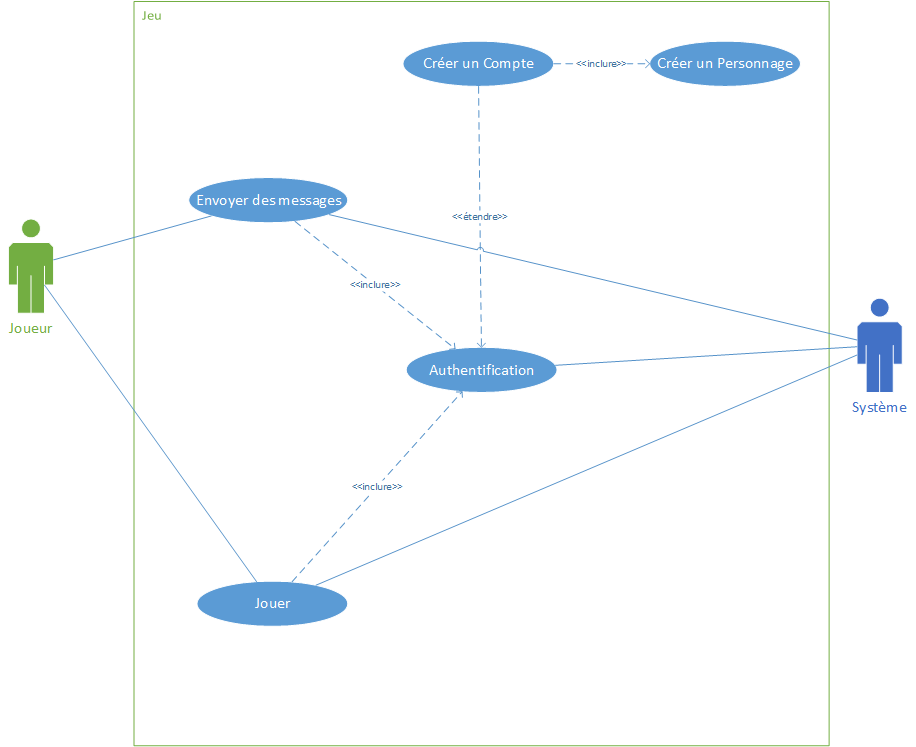 Jeu
Créer un Compte
<<inclure>>
Créer un Personnage
Envoyer des messages
<<étendre>>
<<inclure>>
Joueur
Authentification
Système
<<inclure>>
Jouer